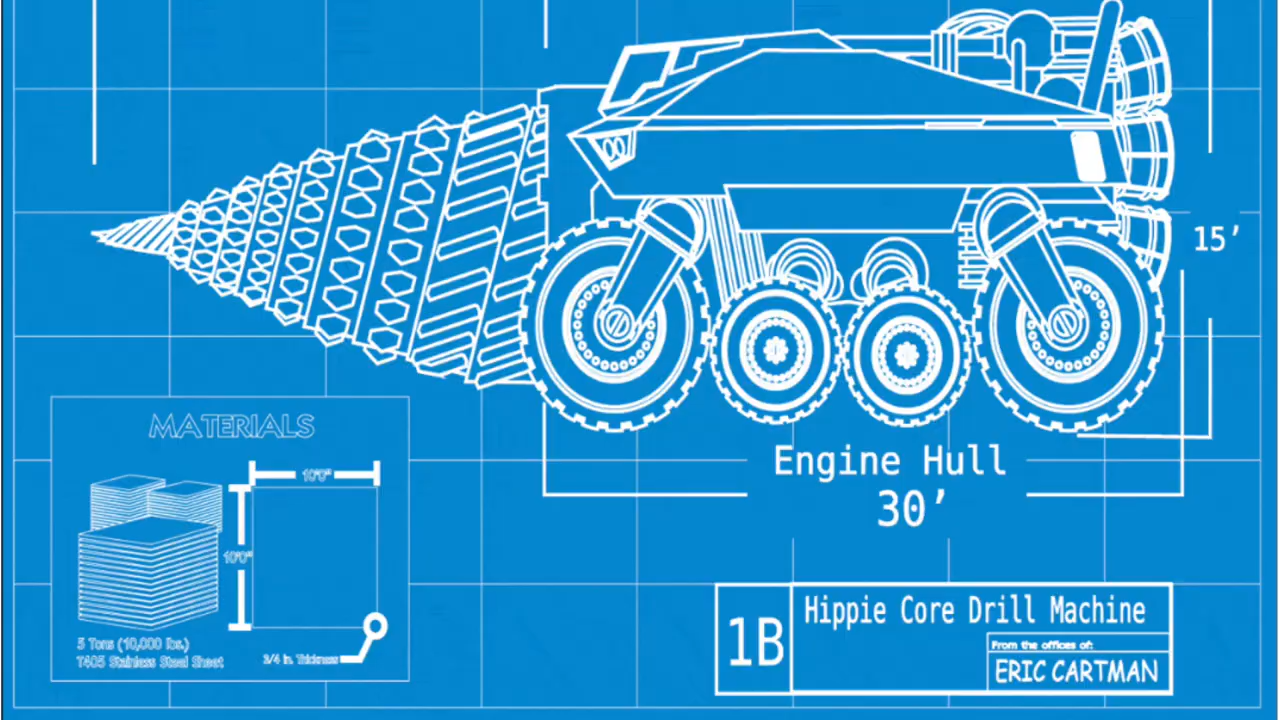 15’
Engine Hull
30’
MATERIALS
10'0"
10'0"
5 Tons (10,000 lbs.)
T405 Stainless Steel Sheet
3/4 in. Thickness
1B
Hippie Core Drill Machine
From the offices of:
ERIC CARTMAN